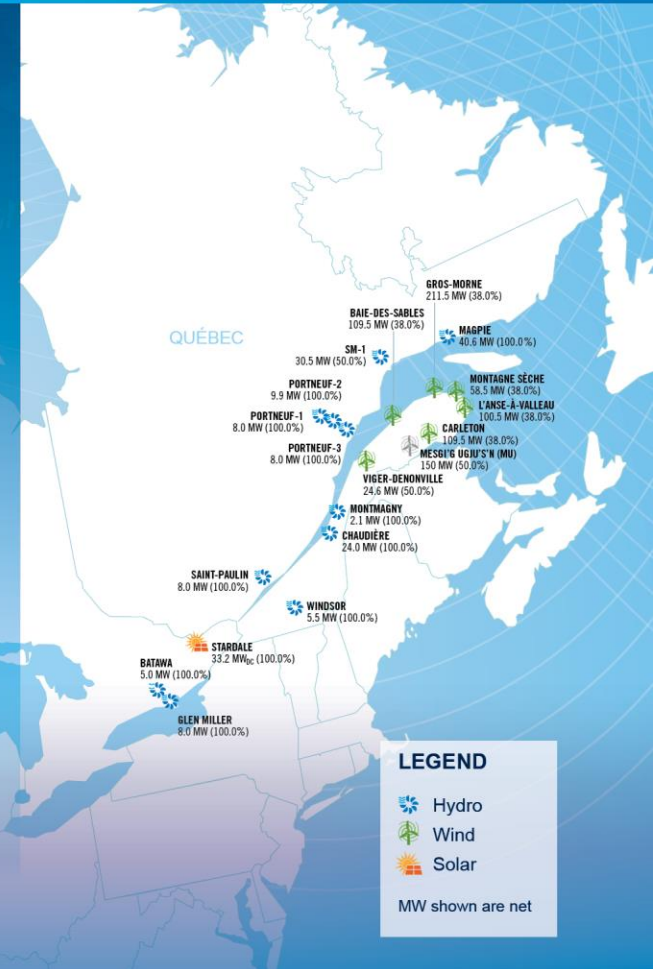 GROS-MORNE
211.5 MW (38.0%)
BAIE-DES-SABLES
109.5 MW (38.0%)
MAGPIE
40.6 MW (100.0%)
QUÉBEC
SM-1
30.5 MW (50.0%)
PORTNEUF-2
9.9 MW (100.0%)
MONTAGNE SÈCHE
58.5 MW (38.0%)
L'ANSE-À-VALLEAU
100.5 MW (38.0%)
PORTNEUF-1
8.0 MW (100.0%)
CARLETON
109.5 MW (38.0%)
PORTNEUF-3
8.0 MW (100.0%)
MESGI'G UGJU'S'N (MU)
150 MW (50.0%)
VIGER-DENONVILLE
24.6 MW (50.0%)
MONTMAGNY
2.1 MW (100.0%)
CHAUDIÈRE
24.0 MW (100.0%)
SAINT-PAULIN
8.0 MW (100.0%)
WINDSOR
5.5 MW (100.0%)
STARDALE
33.2 MWDC (100.0%)
BATAWA
5.0 MW (100.0%)
GLEN MILLER
8.0 MW (100.0%)
LEGEND
Hydro
Wind
Solar
MW shown are net